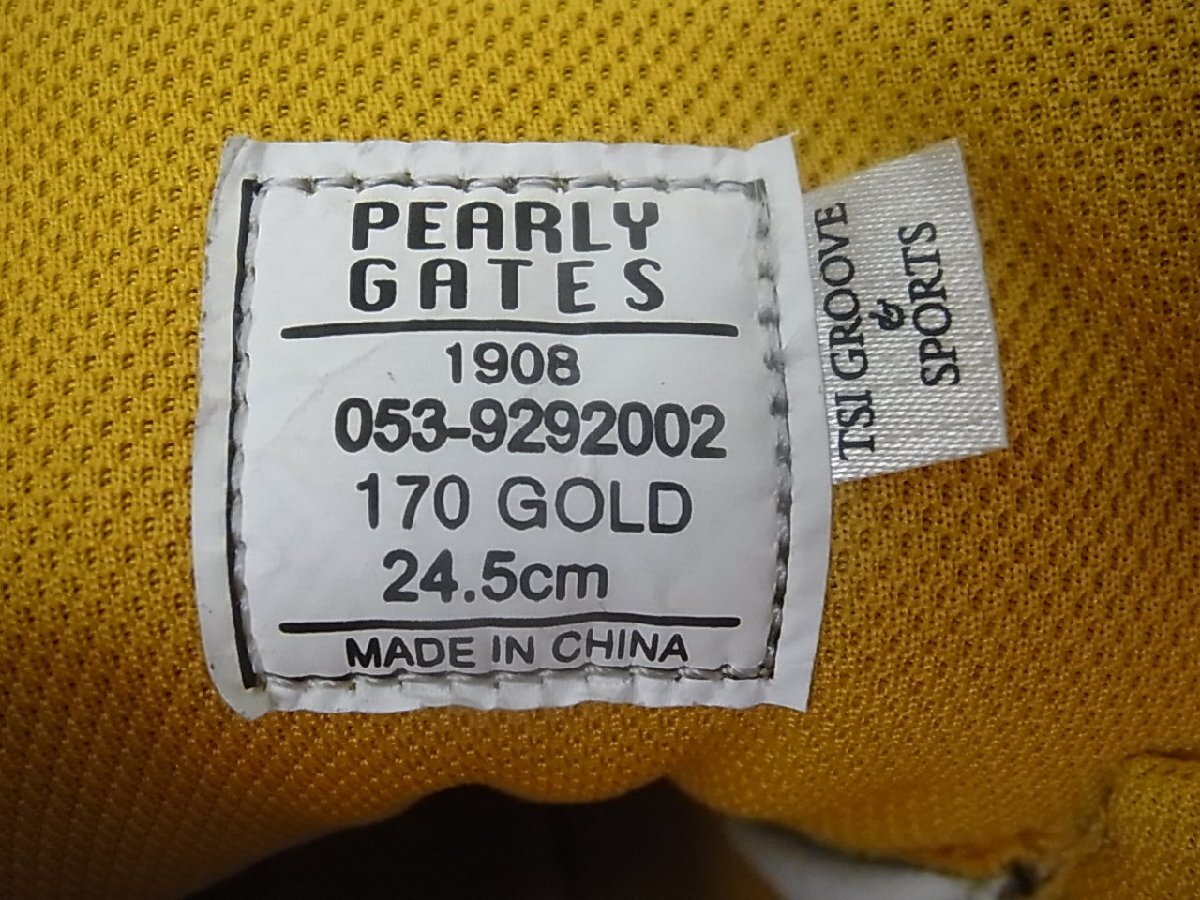 PEARLY
GATES
1908
053-9292002
170 GOLD
24.5cm
MADE IN CHINA
TSI GROOVE
&
SPORTS